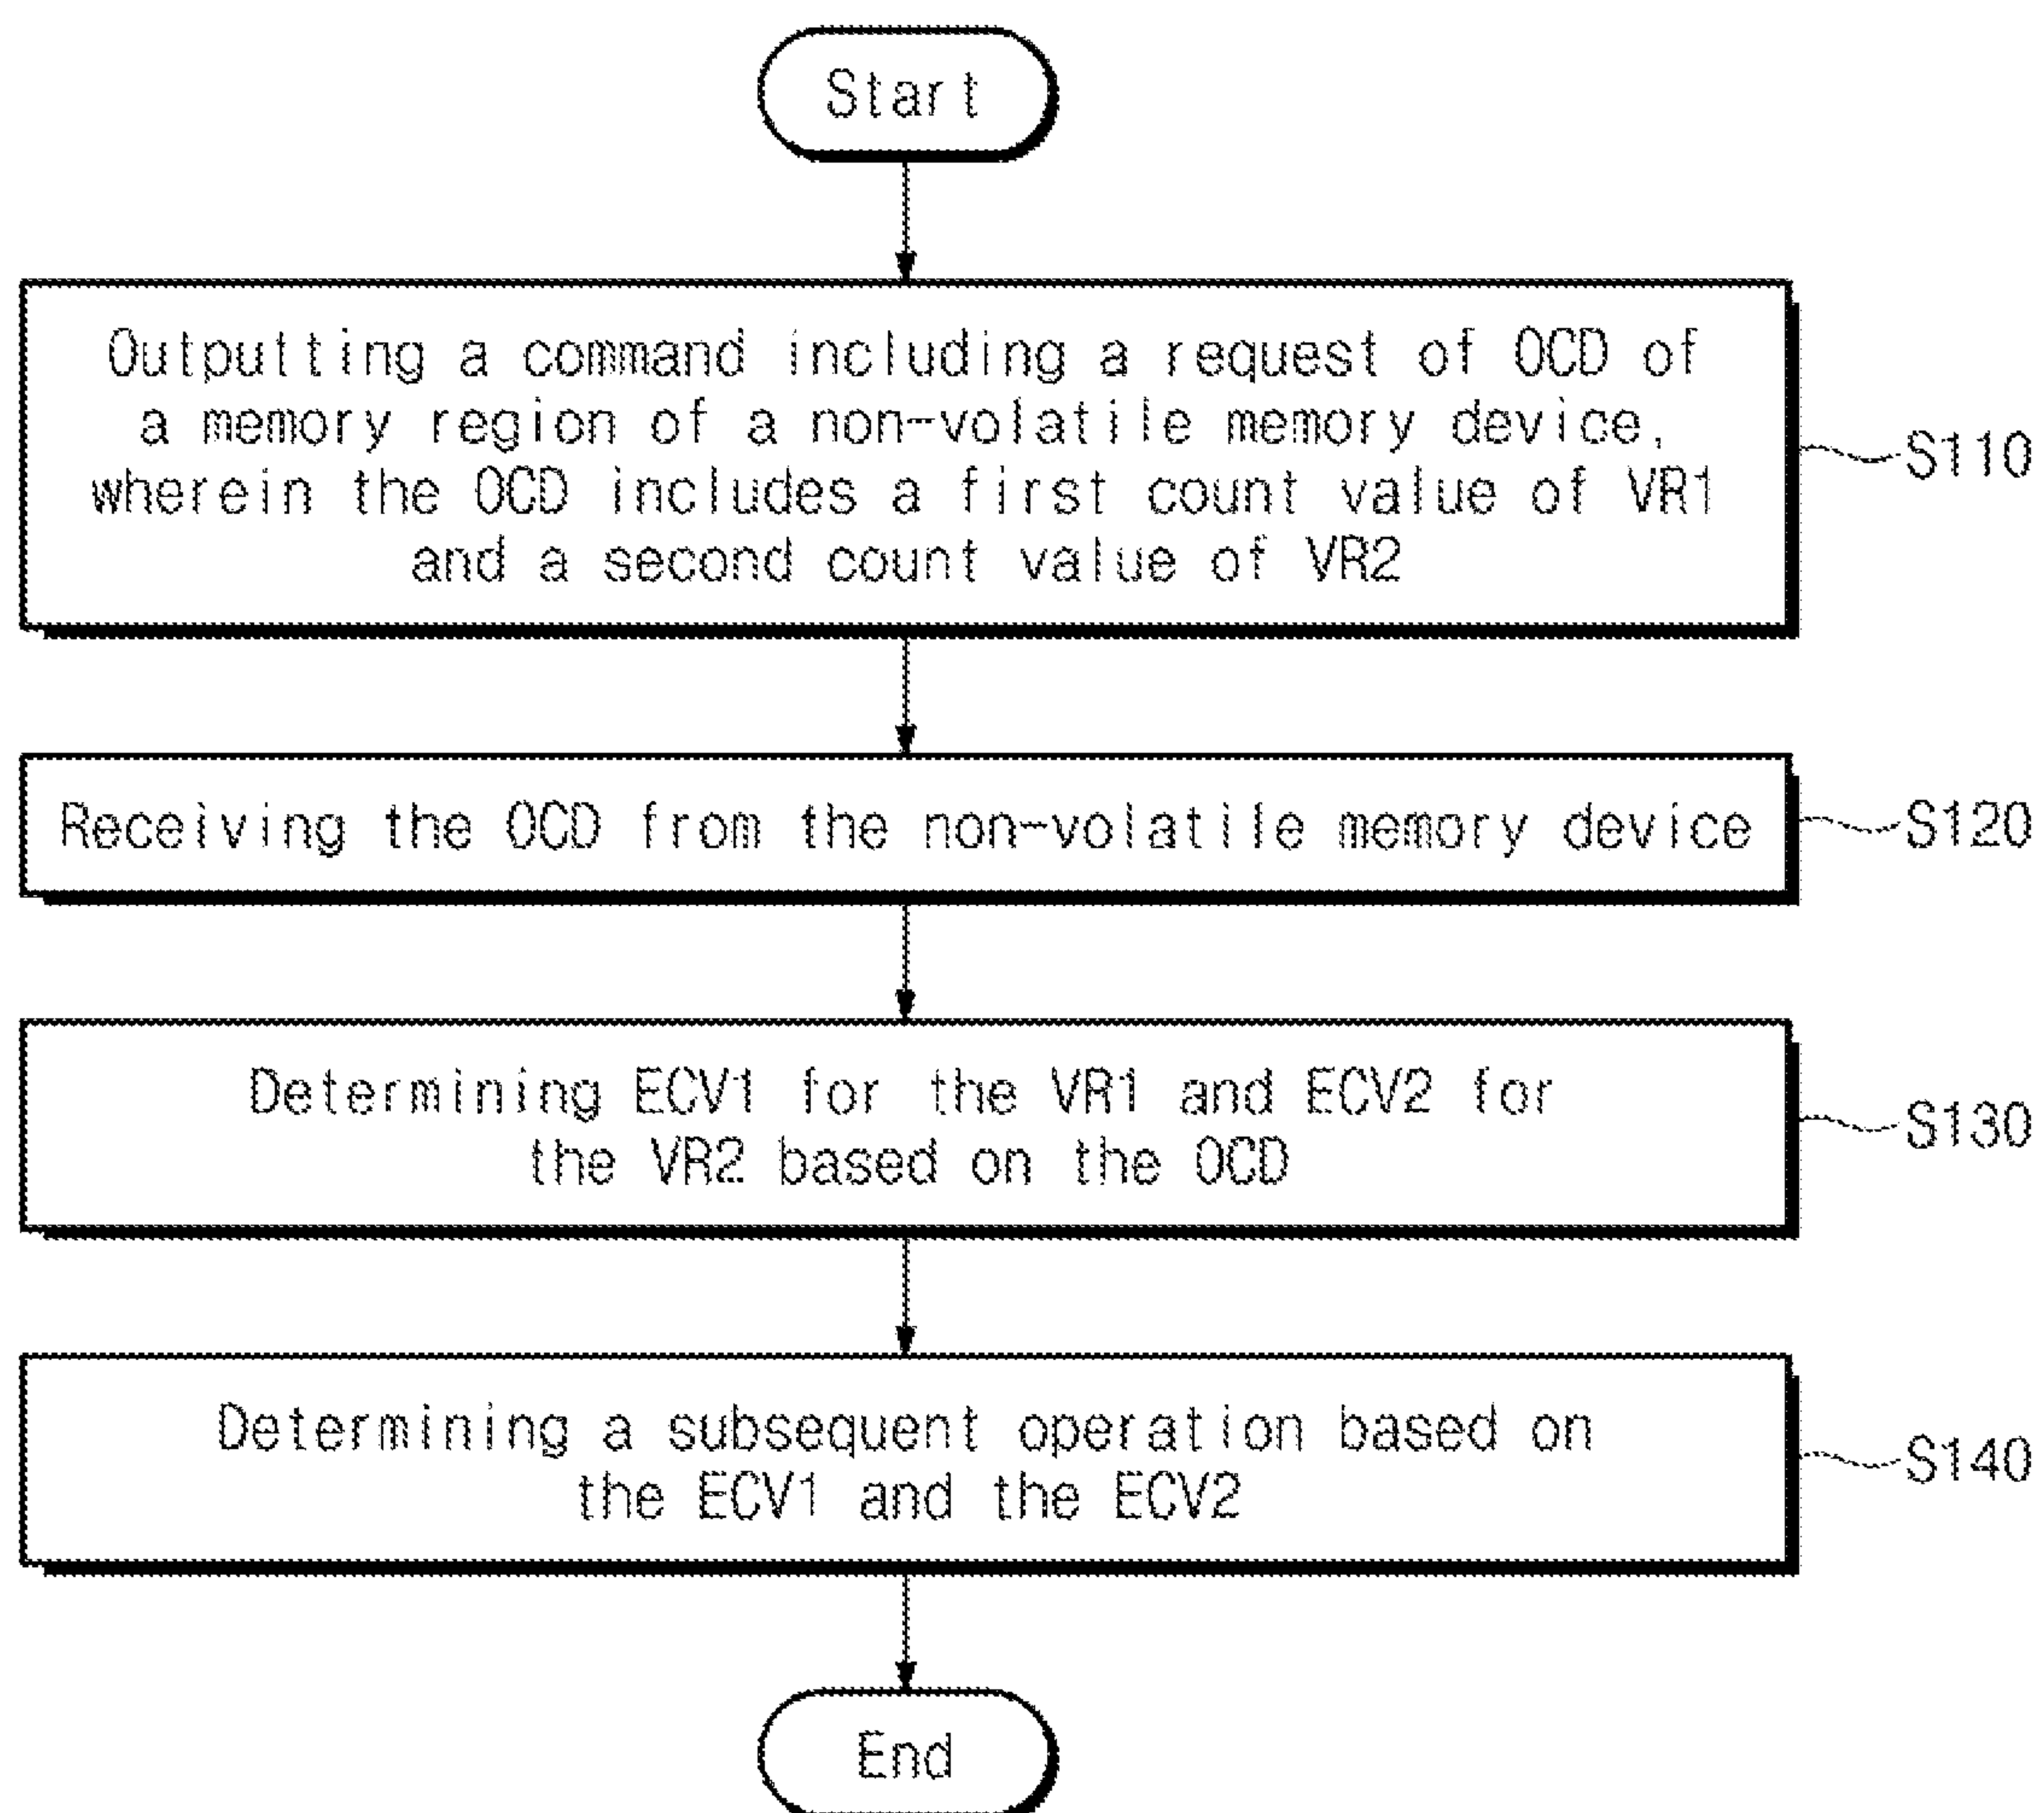 Start
Outputting a command including a request of OCD of
a memory region of a non-volatile memory device,
wherein the OCD includes a first count value of VR1
and a second count value of VR2
S110
Receiving the OCD from the non-volatile memory device
S120
Determining ECV1 for the VR1 and ECV2 for
the VR2 based on the OCD
S130
Determining a subsequent operation based on
the ECV1 and the ECV2
S140
End